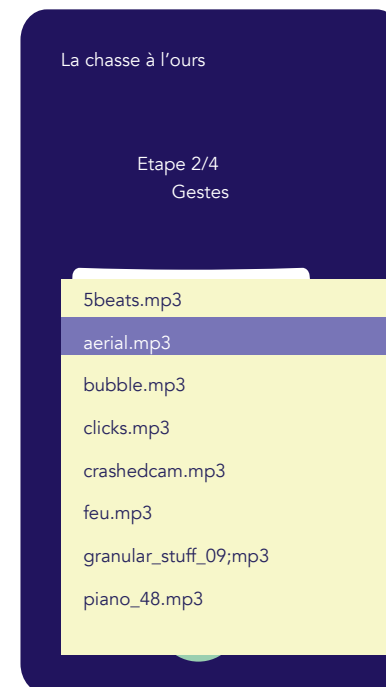 La chasse à l’ours
Etape 2/4
Gestes
5beats.mp3
aerial.mp3
bubble.mp3
clicks.mp3
crashedcam.mp3
feu.mp3
granular_stuff_09;mp3
piano_48.mp3